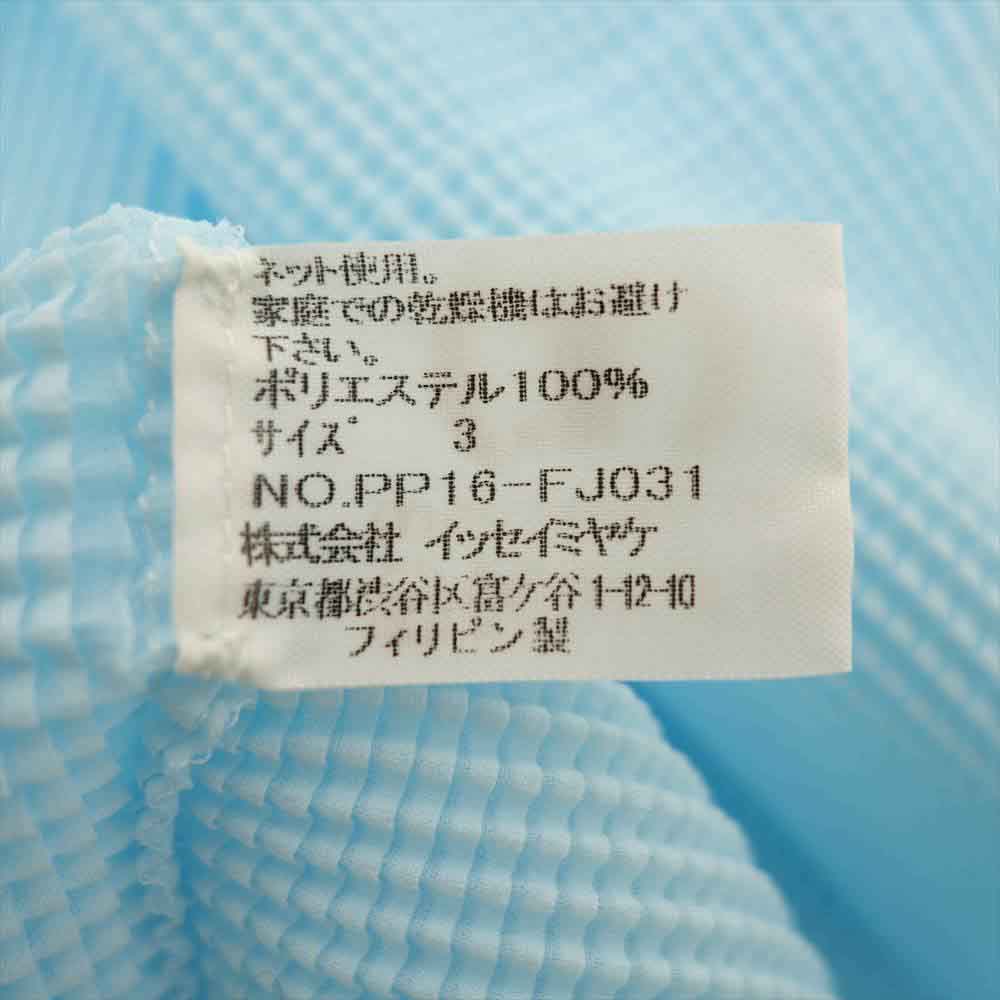 ネット使用。
家庭での乾燥機はお避け
下さい。
ポリエステル100%
サイズ 3
NO.PP16-FJ031
株式会社 イッセイミヤケ
東京都渋谷区富ケ谷1-12-10
フィリピン製